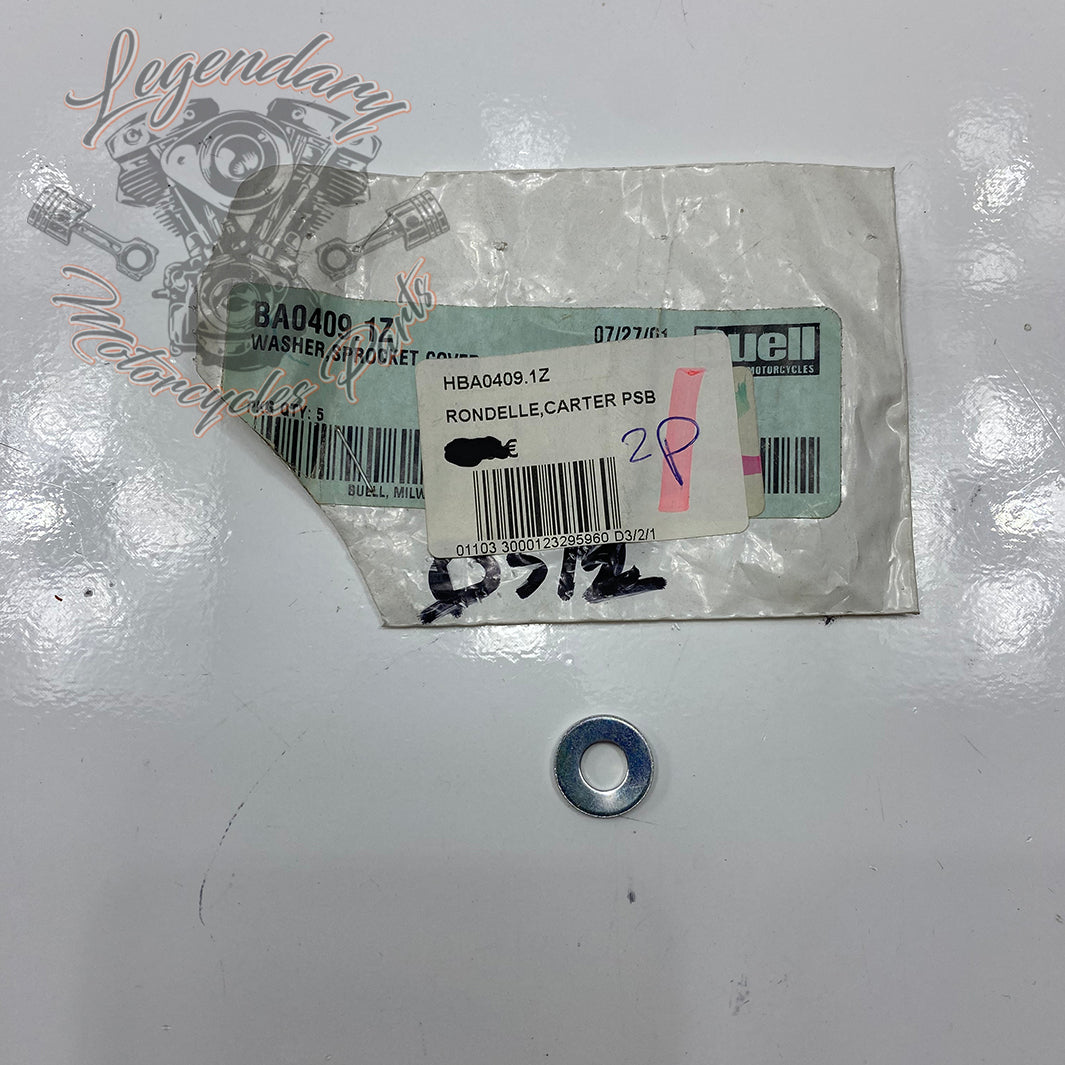 Legendary
Motorcycles Parts
BA0409.1Z 07/27/01 Buell
WASHER,SPROCKET COVER MOTORCYCLES
QTY: 5
BUELL, MILW
HBA0409.1Z
RONDELLE,CARTER PSB
€
2P
01103 3000123295960 D3/2/1